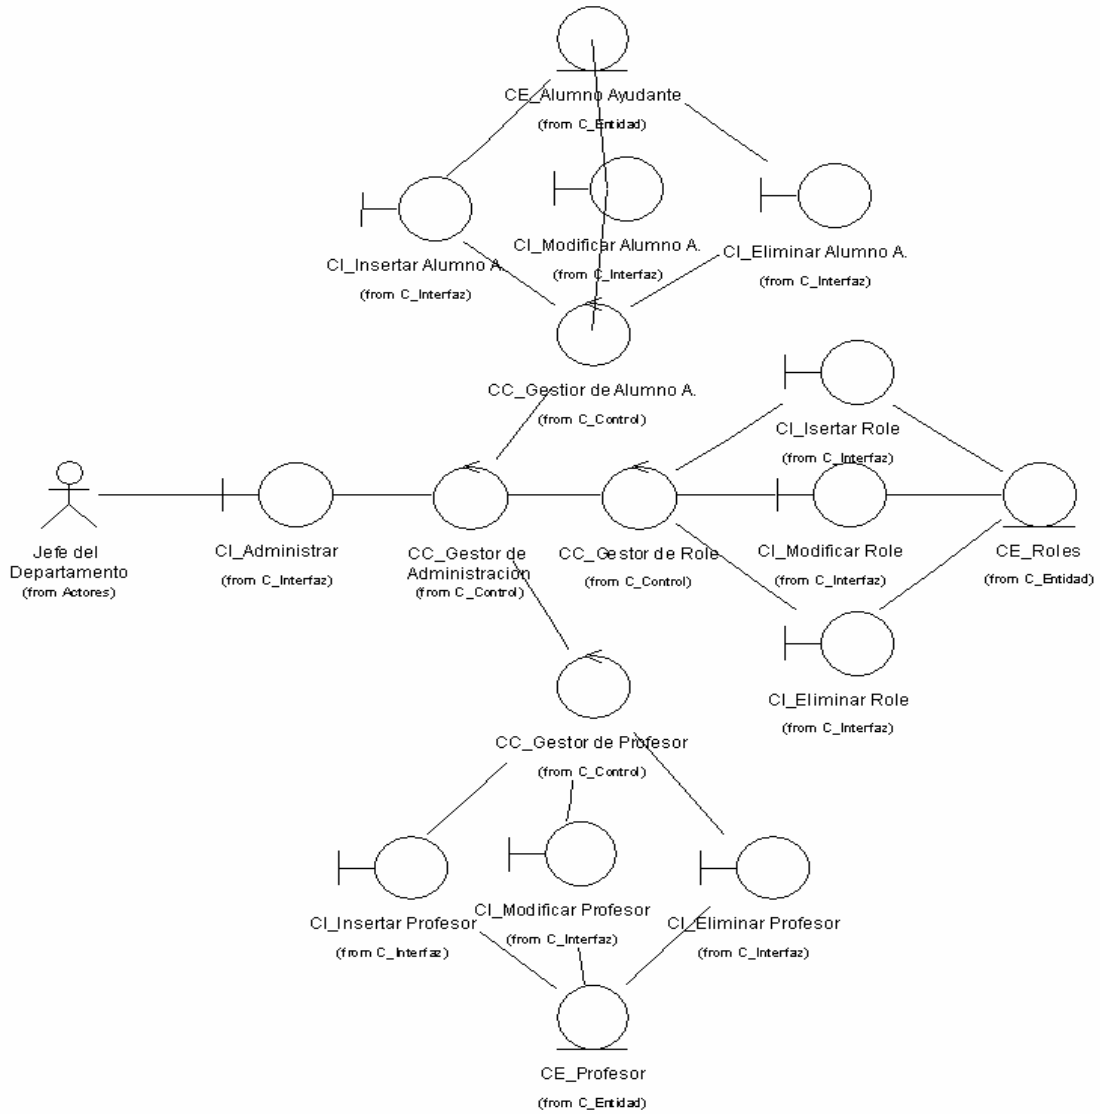 CE_Alumno Ayudante
(from C_Entidad)
CI_Insertar Alumno A.
(from C_Interfaz)
CI_Modificar Alumno A.
(from C_Interfaz)
CI_Eliminar Alumno A.
(from C_Interfaz)
CC_Gestior de Alumno A.
(from C_Control)
CI_Isertar Role
(from C_Interfaz)
Jefe del
Departamento
(from Actores)
CI_Administrar
(from C_Interfaz)
CC_Gestor de
Administración
(from C_Control)
CC_Gestor de Role
(from C_Control)
CI_Modificar Role
(from C_Interfaz)
CE_Roles
(from C_Entidad)
CI_Eliminar Role
(from C_Interfaz)
CC_Gestor de Profesor
(from C_Control)
CI_Insertar Profesor
(from C_Interfaz)
CI_Modificar Profesor
(from C_Interfaz)
CI_Eliminar Profesor
(from C_Interfaz)
CE_Profesor
(from C_Entidad)